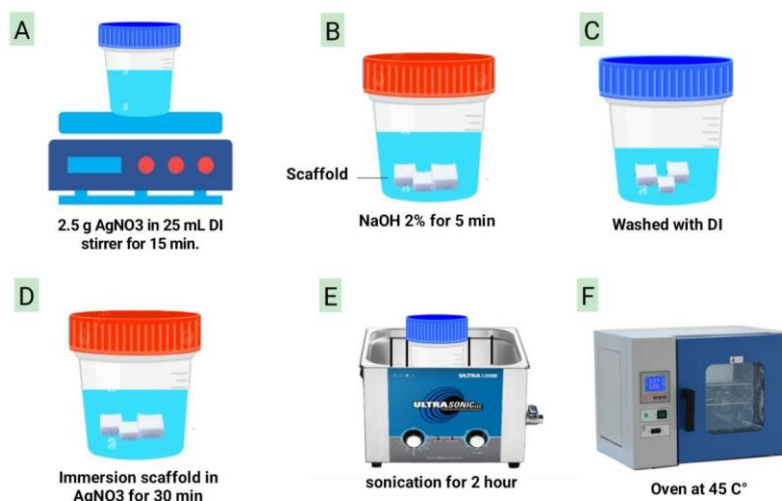 A
B
C
Scaffold
2.5 g AgNO3 in 25 mL DI
stirrer for 15 min.
NaOH 2% for 5 min
Washed with DI
D
E
F
ULTRASONIC
Immersion scaffold in
AgNO3 for 30 min
sonication for 2 hour
Oven at 45 C°